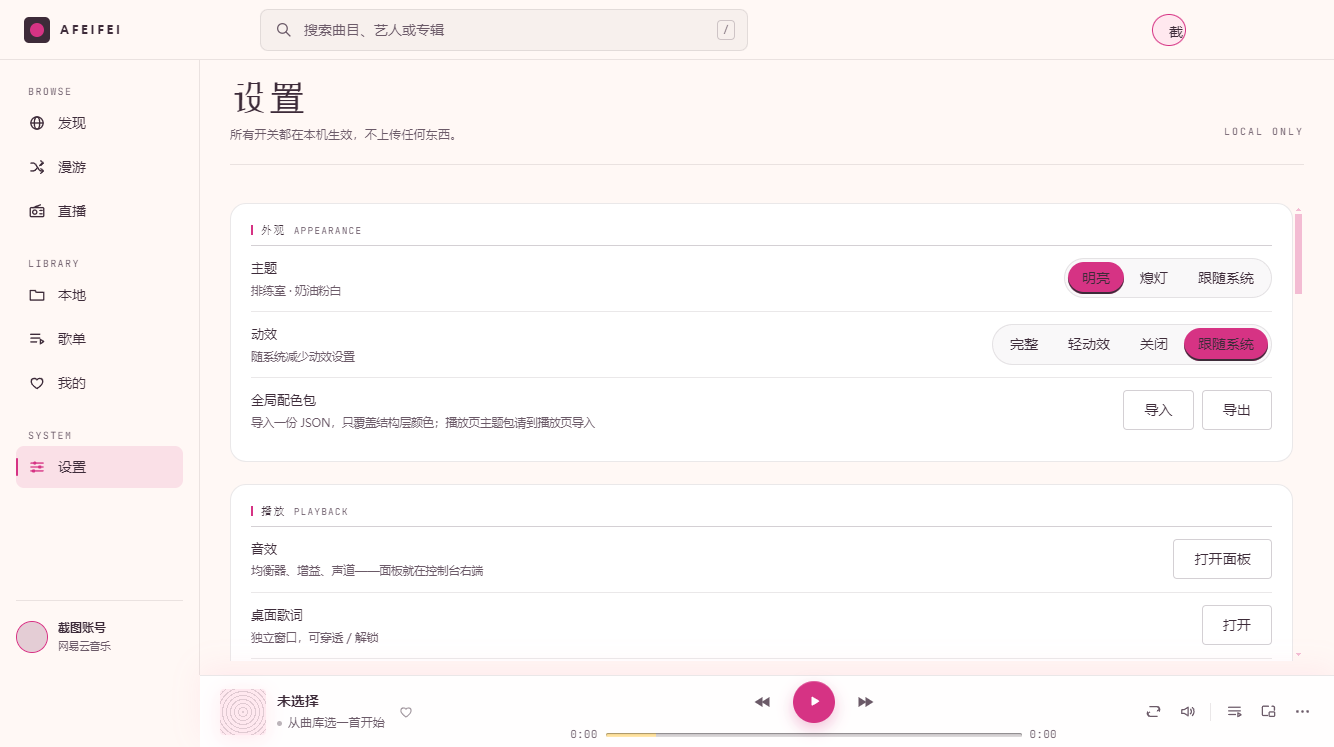 AFEIFEI
搜索曲目、艺人或专辑
/
截
BROWSE
发现
漫游
直播
LIBRARY
本地
歌单
我的
SYSTEM
设置
截图账号
网易云音乐
设置
所有开关都在本机生效，不上传任何东西。
LOCAL ONLY
外观 APPEARANCE
主题
排练室 · 奶油粉白
明亮 熄灯 跟随系统
动效
随系统减少动效设置
完整 轻动效 关闭 跟随系统
全局配色包
导入一份 JSON，只覆盖结构层颜色；播放页主题包请到播放页导入
导入 导出
播放 PLAYBACK
音效
均衡器、增益、声道——面板就在控制台右端
打开面板
桌面歌词
独立窗口，可穿透 / 解锁
打开
未选择
从曲库选一首开始
0:00 0:00